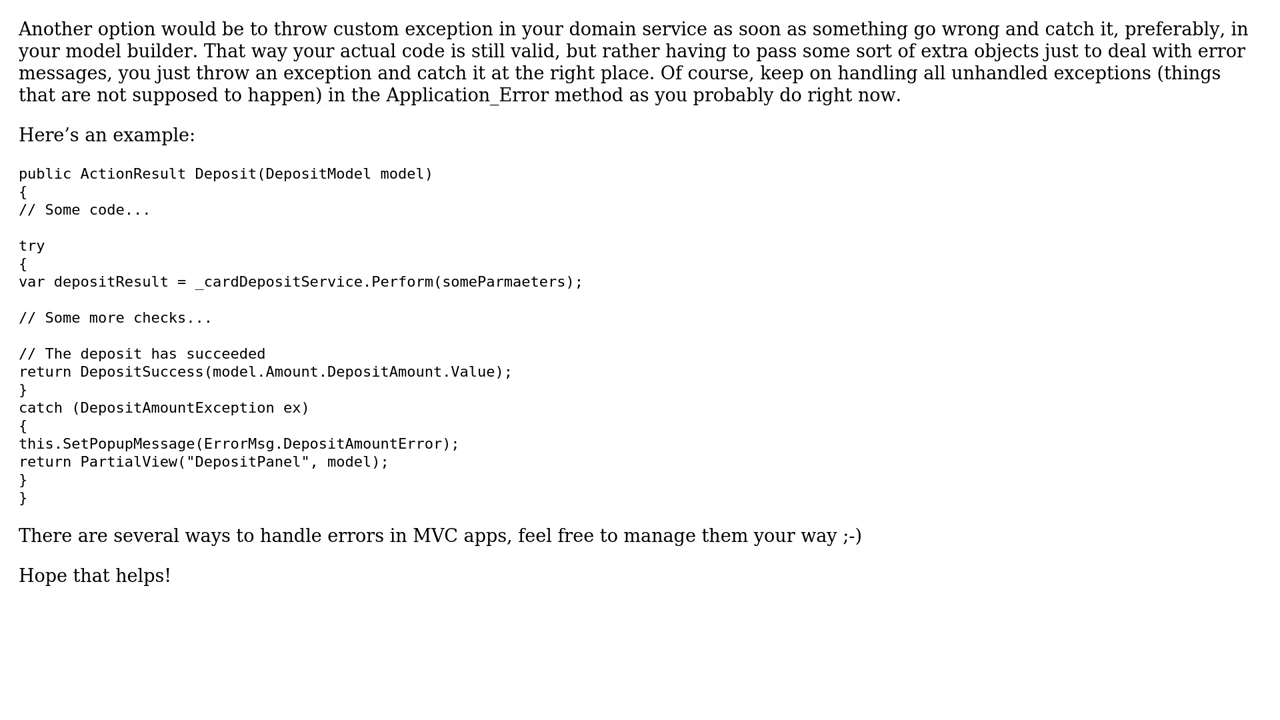 Another option would be to throw custom exception in your domain service as soon as something go wrong and catch it, preferably, in
your model builder. That way your actual code is still valid, but rather having to pass some sort of extra objects just to deal with error
messages, you just throw an exception and catch it at the right place. Of course, keep on handling all unhandled exceptions (things
that are not supposed to happen) in the Application_Error method as you probably do right now.
Here’s an example:
public ActionResult Deposit(DepositModel model)
{
// Some code...
try
{
var depositResult = _cardDepositService.Perform(someParmaeters);
// Some more checks...
// The deposit has succeeded
return DepositSuccess(model.Amount.DepositAmount.Value);
}
catch (DepositAmountException ex)
{
this.SetPopupMessage(ErrorMsg.DepositAmountError);
return PartialView("DepositPanel", model);
}
}
There are several ways to handle errors in MVC apps, feel free to manage them your way ;-)
Hope that helps!